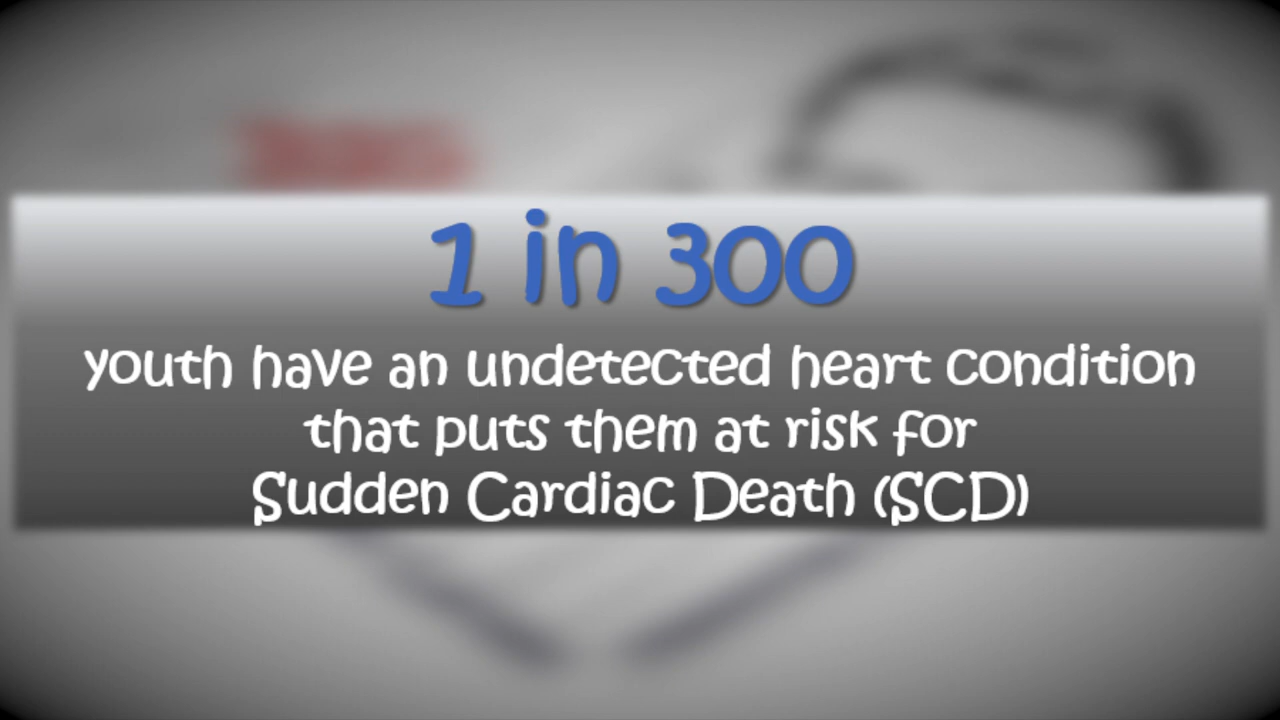 1 in 300
youth have an undetected heart condition
that puts them at risk for
Sudden Cardiac Death (SCD)